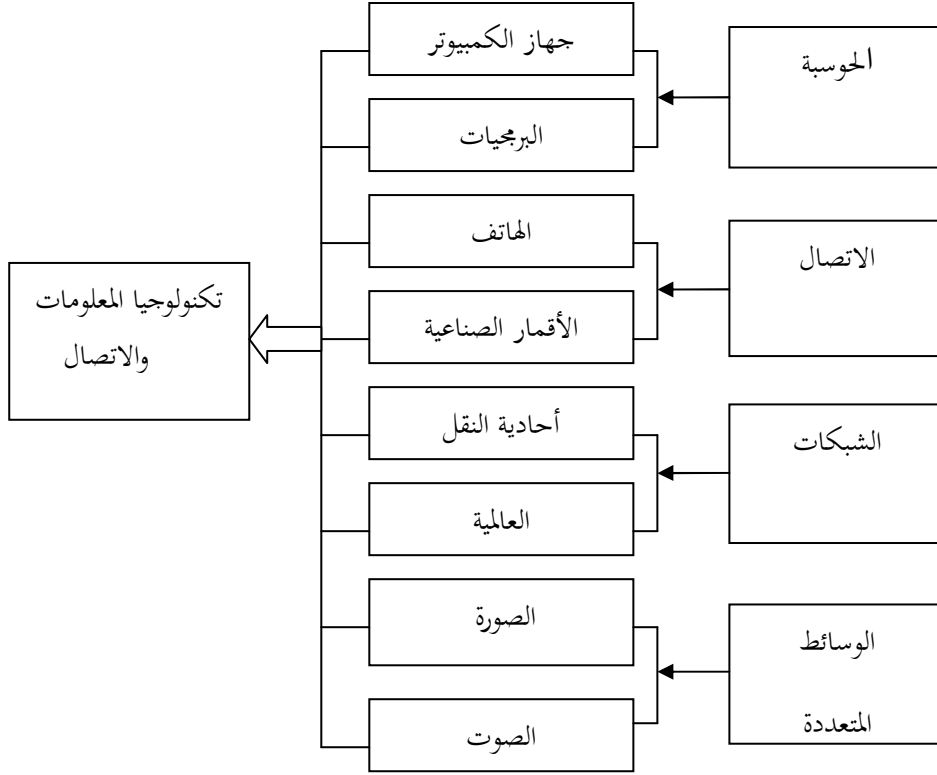 الحوسبة
جهاز الكمبيوتر
البرمجيات
الاتصال
الهاتف
الأقمار الصناعية
الشبكات
أحادية النقل
العالمية
الوسائط
المتعددة
الصورة
الصوت
تكنولوجيا المعلومات
والاتصال